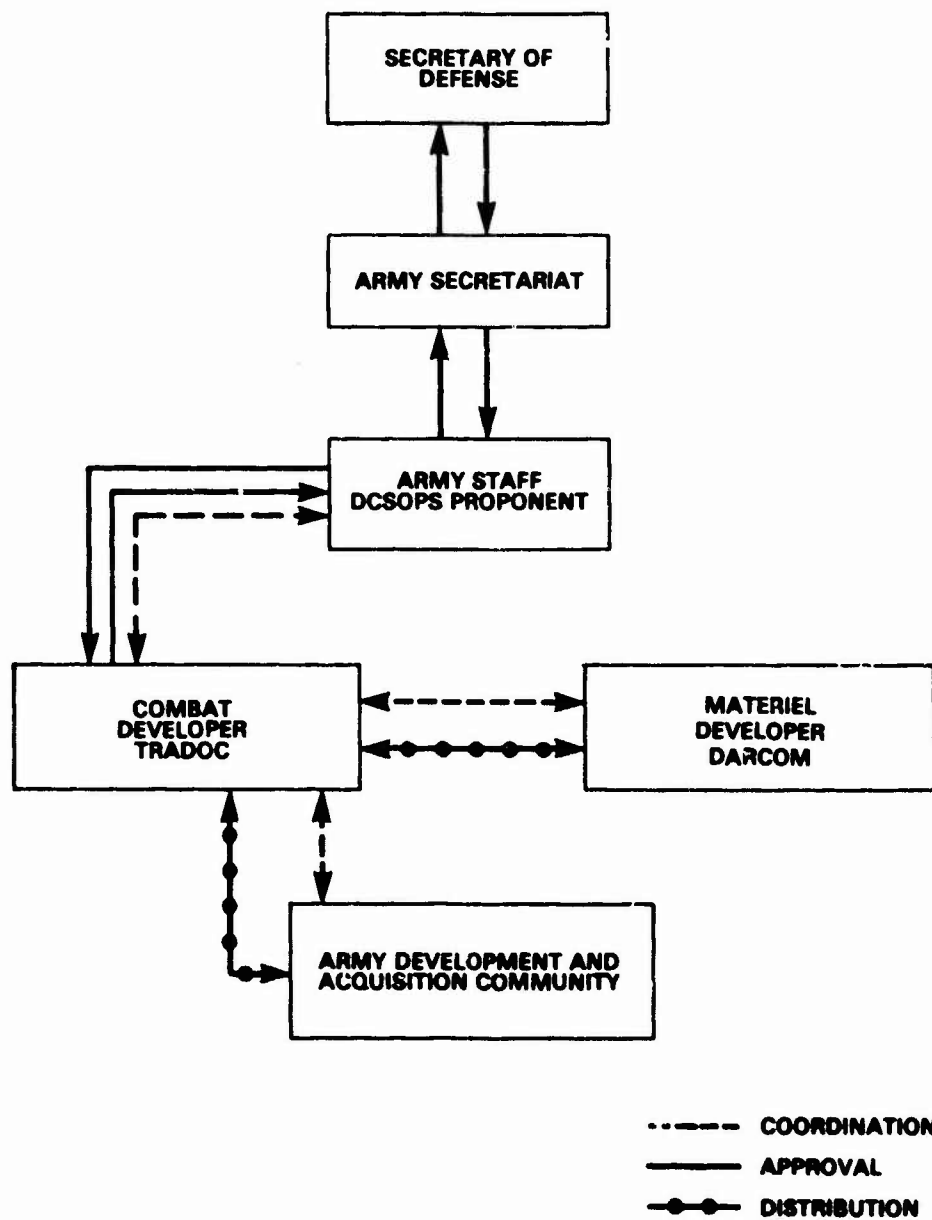 SECRETARY OF
DEFENSE
ARMY SECRETARIAT
ARMY STAFF
DCSOPS PROPONENT
COMBAT
DEVELOPER
TRADOC
MATERIEL
DEVELOPER
DARCOM
ARMY DEVELOPMENT AND
ACQUISITION COMMUNITY
COORDINATION
APPROVAL
DISTRIBUTION